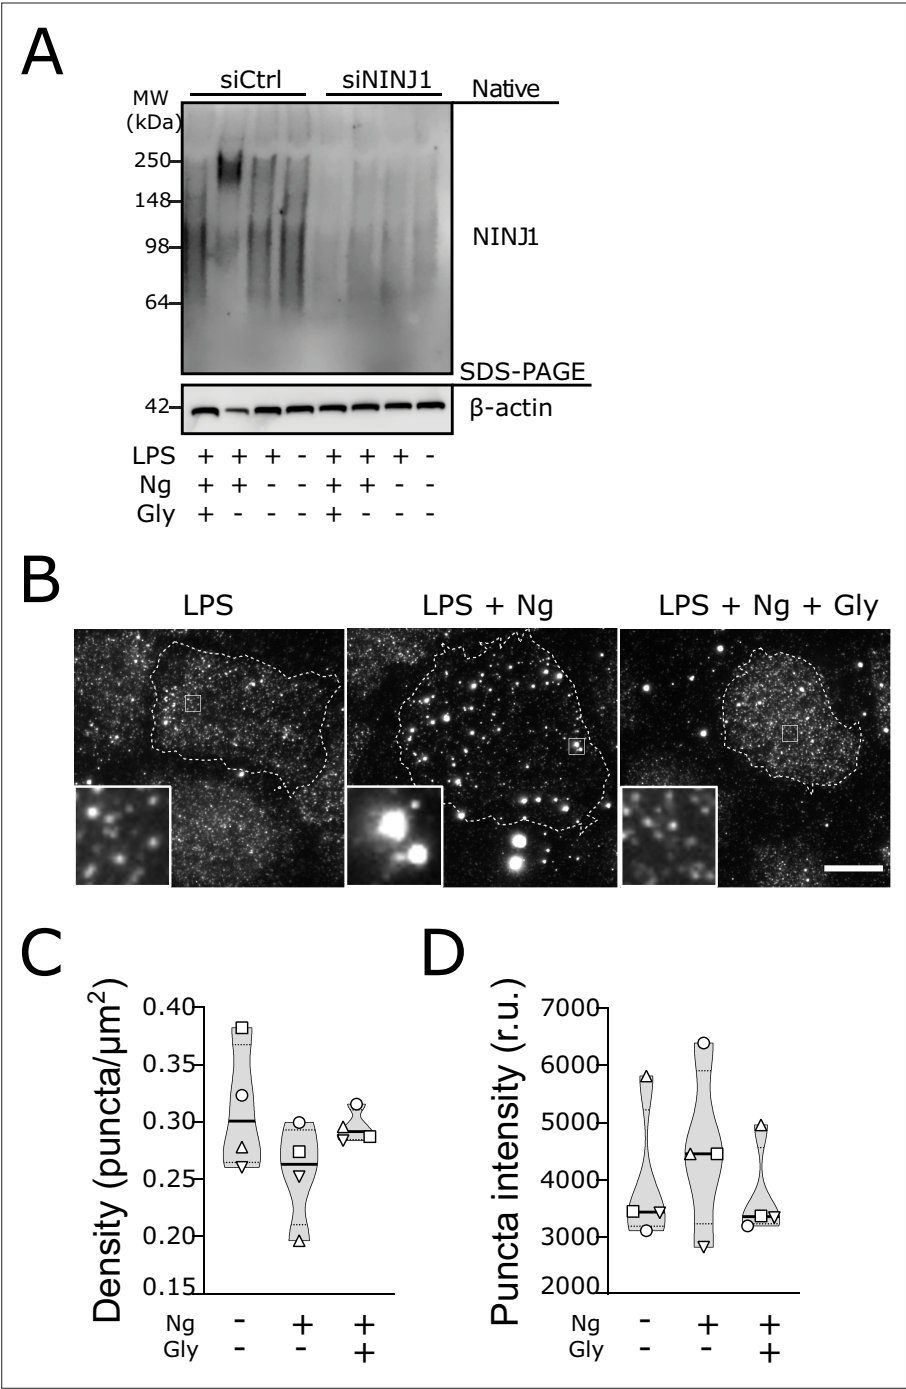 A
siCtrl siNINJ1 Native
MW
(kDa)
250
148
98
64
NINJ1
SDS-PAGE
42
β-actin
LPS + + + - + + + -
Ng + + - - + + - -
Gly + - - - + - - -
B
LPS LPS + Ng LPS + Ng + Gly
C
Density (puncta/µm²)
0.40
0.35
0.30
0.25
0.20
0.15
Ng - + +
Gly - - +
D
Puncta intensity (r.u.)
7000
6000
5000
4000
3000
2000
Ng - + +
Gly - - +